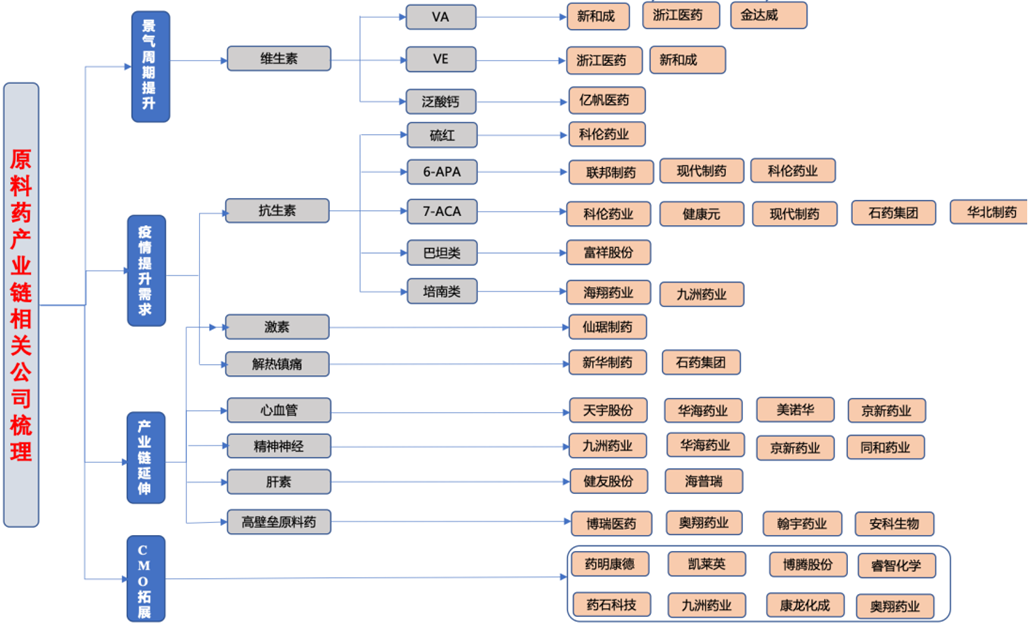 原料药产业链相关公司梳理
景气周期提升
维生素
VA
新和成
浙江医药
金达威
VE
浙江医药
新和成
泛酸钙
亿帆医药
疫情提升需求
抗生素
硫红
科伦药业
6-APA
联邦制药
现代制药
科伦药业
7-ACA
科伦药业
健康元
现代制药
石药集团
华北制药
巴坦类
富祥股份
培南类
海翔药业
九洲药业
激素
仙琚制药
解热镇痛
新华制药
石药集团
产业链延伸
心血管
天宇股份
华海药业
美诺华
京新药业
精神神经
九洲药业
华海药业
京新药业
同和药业
肝素
健友股份
海普瑞
高壁垒原料药
博瑞医药
奥翔药业
翰宇药业
安科生物
CMO拓展
药明康德
凯莱英
博腾股份
睿智化学
药石科技
九洲药业
康龙化成
奥翔药业